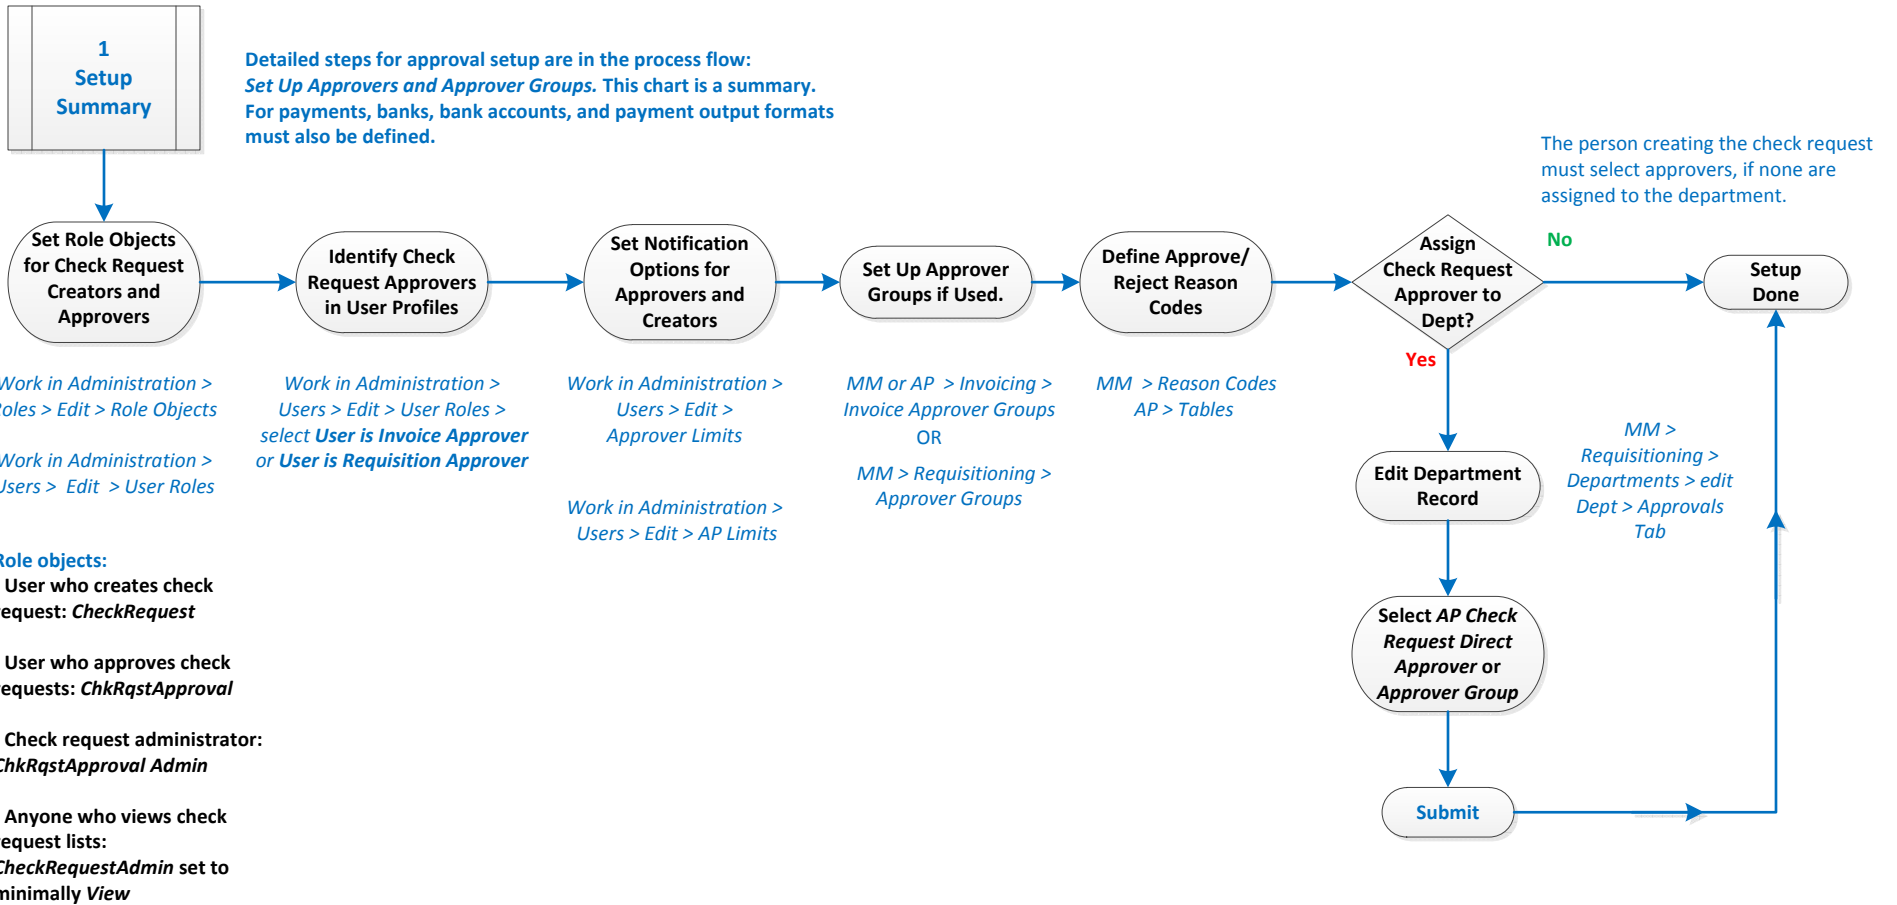 1
Setup
Summary
Detailed steps for approval setup are in the process flow:
Set Up Approvers and Approver Groups. This chart is a summary.
For payments, banks, bank accounts, and payment output formats
must also be defined.
The person creating the check request
must select approvers, if none are
assigned to the department.
Set Role Objects
for Check Request
Creators and
Approvers
Identify Check
Request Approvers
in User Profiles
Set Notification
Options for
Approvers and
Creators
Set Up Approver
Groups if Used.
Define Approve/
Reject Reason
Codes
Assign
Check Request
Approver to
Dept?
No
Setup
Done
Yes
Work in Administration >
Roles > Edit > Role Objects
Work in Administration >
Users > Edit > User Roles
Work in Administration >
Users > Edit > User Roles >
select User is Invoice Approver
or User is Requisition Approver
Work in Administration >
Users > Edit >
Approver Limits
Work in Administration >
Users > Edit > AP Limits
MM or AP > Invoicing >
Invoice Approver Groups
OR
MM > Requisitioning >
Approver Groups
MM > Reason Codes
AP > Tables
Edit Department
Record
MM >
Requisitioning >
Departments > edit
Dept > Approvals
Tab
Select AP Check
Request Direct
Approver or
Approver Group
Submit
Role objects:
User who creates check
request: CheckRequest
User who approves check
requests: ChkRqstApproval
Check request administrator:
ChkRqstApproval Admin
Anyone who views check
request lists:
CheckRequestAdmin set to
minimally View